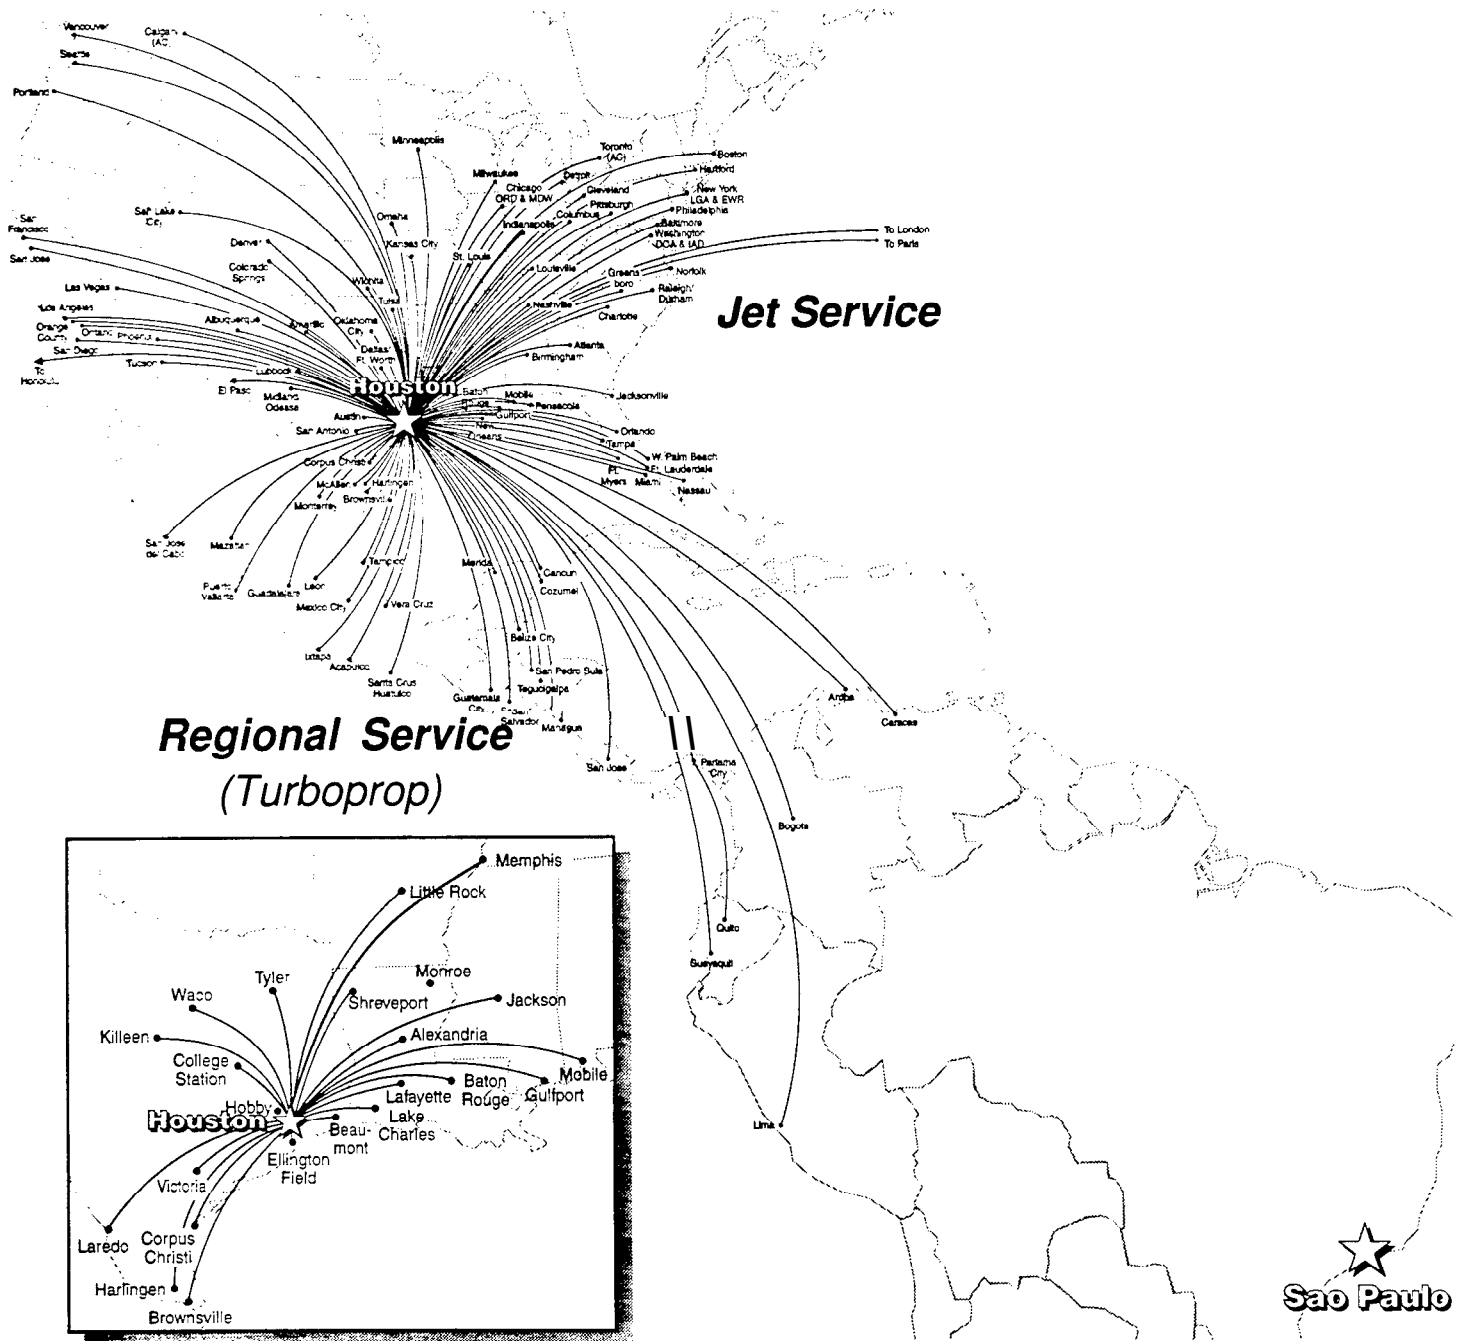 Vancouver
Calgary
(AC)
Seattle
Portland
Minneapolis
Toronto
(AC)
Boston
Milwaukee
Detroit
Hartford
Chicago
ORD & MDW
Cleveland
New York
LGA & EWR
Pittsburgh
Philadelphia
Columbus
Salt Lake
City
Omaha
Indianapolis
Baltimore
Washington
DCA & IAD
To London
To Paris
San
Francisco
San Jose
Denver
Kansas City
St. Louis
Colorado
Springs
Louisville
Greens
boro
Norfolk
Las Vegas
Wichita
Tulsa
Raleigh/
Durham
Los Angeles
Nashville
Charlotte
Jet Service
Albuquerque
Amarillo
Oklahoma
City
Orange
County
Ontario
Phoenix
San Diego
Dallas/
Ft. Worth
Atlanta
Birmingham
To
Honolulu
Tucson
Lubbock
El Paso
Houston
Midland
Odessa
Baton
Rouge
Mobile
Pensacola
Jacksonville
Gulfport
Austin
New
Orleans
San Antonio
Orlando
Tampa
W. Palm Beach
Corpus Christi
Ft.
Myers
Ft. Lauderdale
Miami
Nassau
McAllen
Harlingen
Monterrey
Brownsville
San Jose
del Cabo
Mazatlan
Tampico
Merida
Cancun
Cozumel
Puerto
Vallarta
Guadalajara
Leon
Mexico City
Vera Cruz
Belize City
Ixtapa
Acapulco
San Pedro Sula
Santa Crus
Huatulco
Tegucigalpa
Guatemala
City
Salvador
Managua
Aruba
Caracas
San Jose
Panama
City
Bogota
Quito
Guayaquil
Lima
Sao Paulo
Regional Service
(Turboprop)
Memphis
Little Rock
Tyler
Monroe
Waco
Shreveport
Jackson
Killeen
Alexandria
College
Station
Mobile
Baton
Rouge
Gulfport
Lafayette
Hobby
Houston
Lake
Charles
Beau-
mont
Ellington
Field
Victoria
Laredo
Corpus
Christi
Harlingen
Brownsville